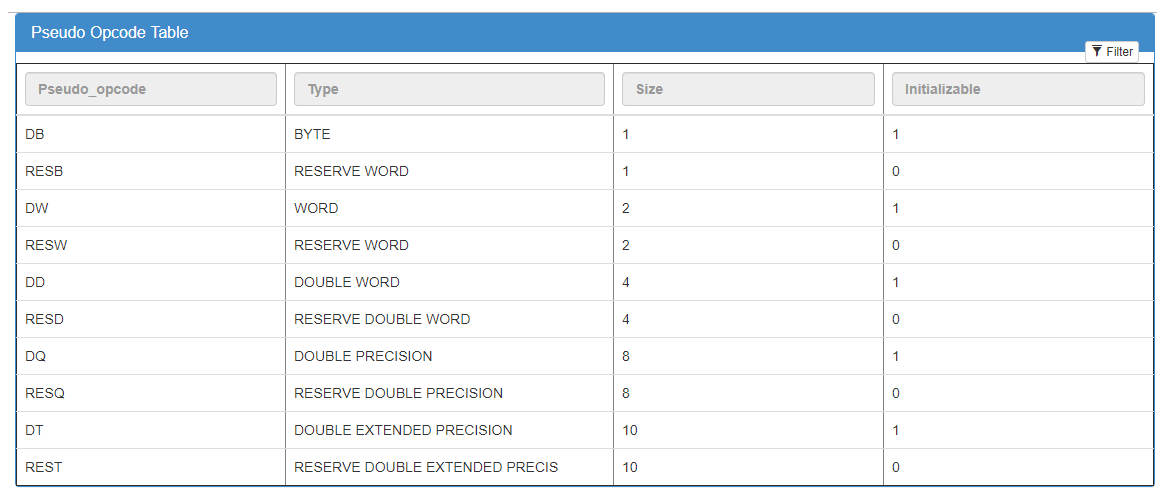 Pseudo Opcode Table
Filter
Pseudo_opcode Type Size Initializable
DB BYTE 1 1
RESB RESERVE WORD 1 0
DW WORD 2 1
RESW RESERVE WORD 2 0
DD DOUBLE WORD 4 1
RESD RESERVE DOUBLE WORD 4 0
DQ DOUBLE PRECISION 8 1
RESQ RESERVE DOUBLE PRECISION 8 0
DT DOUBLE EXTENDED PRECISION 10 1
REST RESERVE DOUBLE EXTENDED PRECIS 10 0